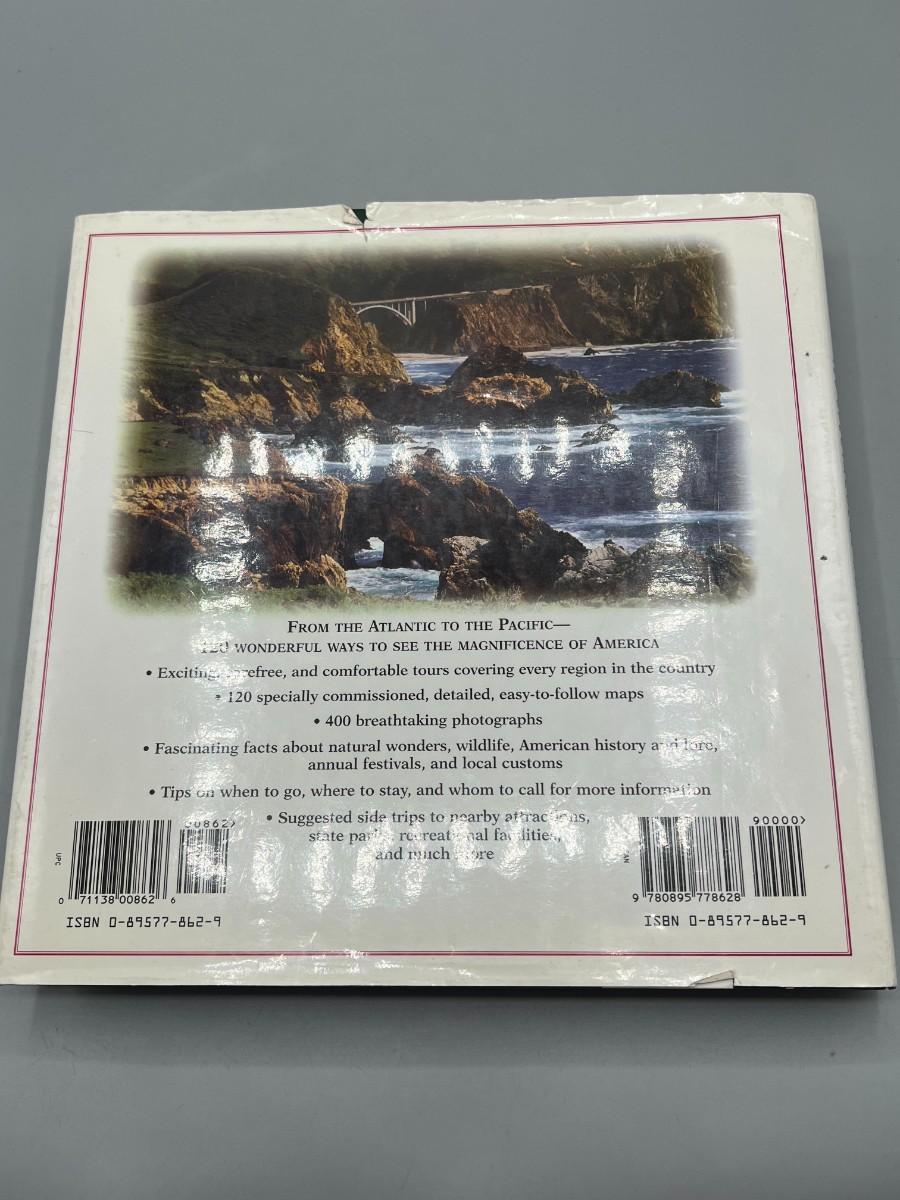 FROM THE ATLANTIC TO THE PACIFIC—
120 WONDERFUL WAYS TO SEE THE MAGNIFICENCE OF AMERICA
• Exciting, carefree, and comfortable tours covering every region in the country
• 120 specially commissioned, detailed, easy-to-follow maps
• 400 breathtaking photographs
• Fascinating facts about natural wonders, wildlife, American history and lore,
annual festivals, and local customs
• Tips on when to go, where to stay, and whom to call for more information
• Suggested side trips to nearby attractions,
state parks, recreational facilities,
and much more
UPC
00862>
0 71138 00862 6
ISBN 0-89577-862-9
EAN
90000>
9 780895 778628
ISBN 0-89577-862-9